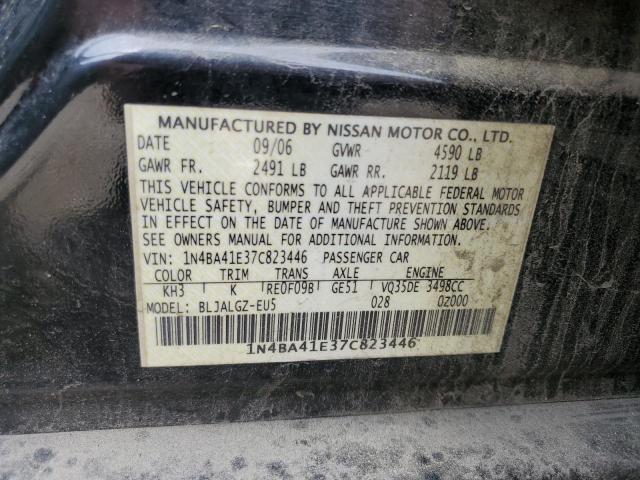 MANUFACTURED BY NISSAN MOTOR CO., LTD.
DATE 09/06 GVWR 4590 LB
GAWR FR. 2491 LB GAWR RR. 2119 LB
THIS VEHICLE CONFORMS TO ALL APPLICABLE FEDERAL MOTOR
VEHICLE SAFETY, BUMPER AND THEFT PREVENTION STANDARDS
IN EFFECT ON THE DATE OF MANUFACTURE SHOWN ABOVE.
SEE OWNERS MANUAL FOR ADDITIONAL INFORMATION.
VIN: 1N4BA41E37C823446 PASSENGER CAR
COLOR TRIM TRANS AXLE ENGINE
KH3 K RE0F09B GE51 VQ35DE 3498CC
MODEL: BLJALGZ-EU5 028 0Z000
1N4BA41E37C823446